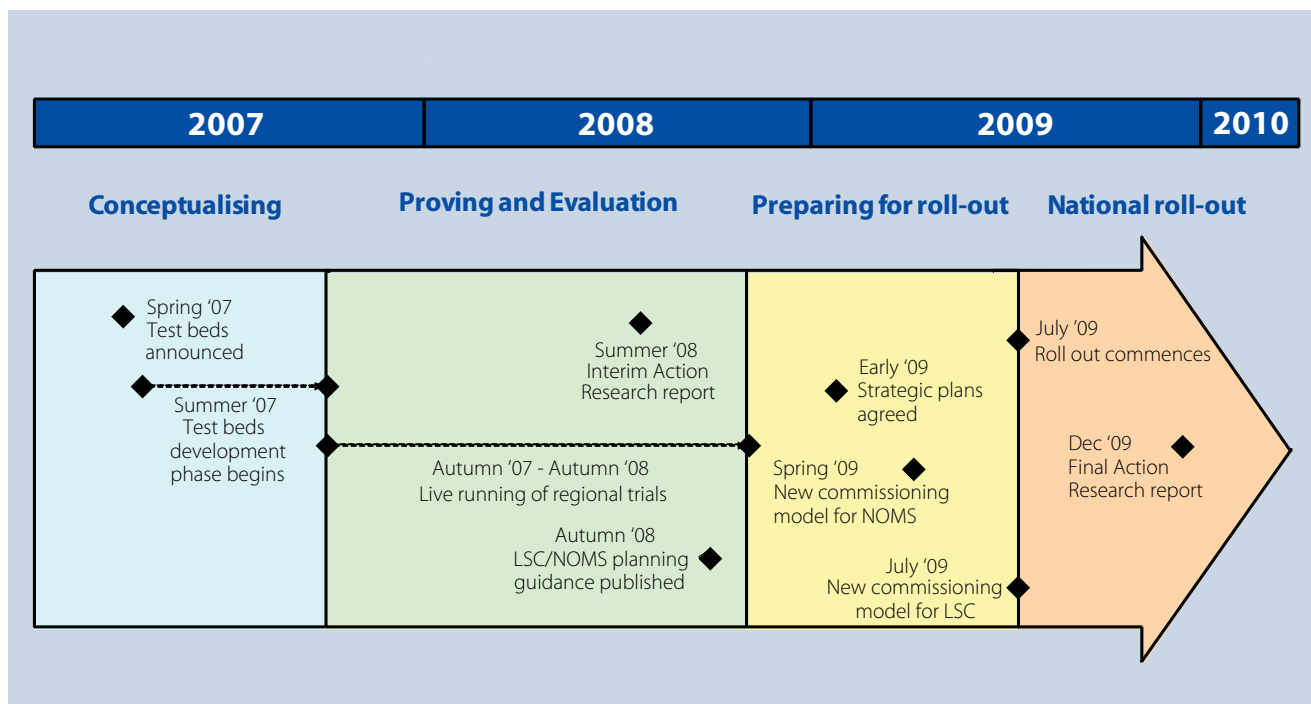 2007
2008
2009
2010
Conceptualising
Proving and Evaluation
Preparing for roll-out
National roll-out
Spring ‘07
Test beds
announced
Summer ‘07
Test beds
development
phase begins
Summer ‘08
Interim Action
Research report
Autumn ‘07 - Autumn ‘08
Live running of regional trials
Autumn ‘08
LSC/NOMS planning
guidance published
Early ‘09
Strategic plans
agreed
Spring ‘09
New commissioning
model for NOMS
July ‘09
New commissioning
model for LSC
July ‘09
Roll out commences
Dec ‘09
Final Action
Research report